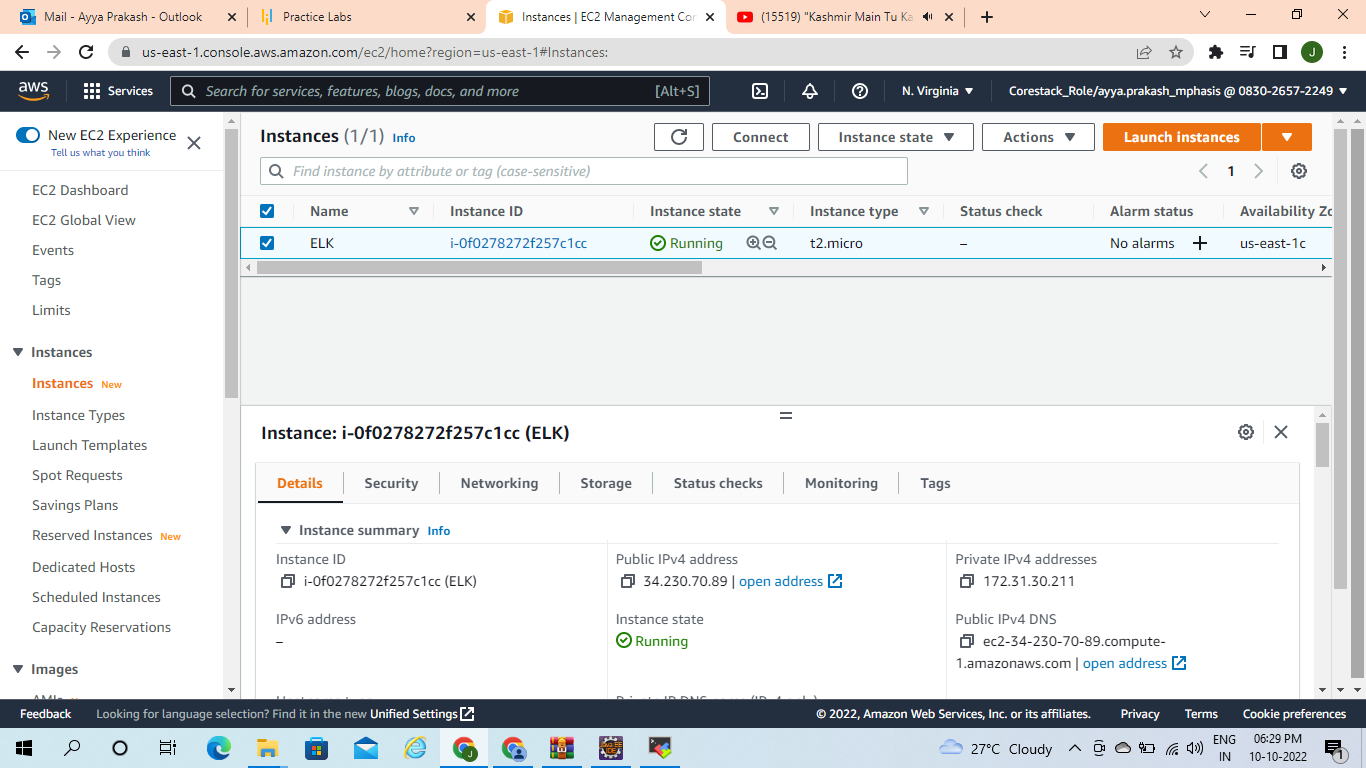 Mail - Ayya Prakash - Outlook
Practice Labs
Instances | EC2 Management Con
(15519) "Kashmir Main Tu Ka
us-east-1.console.aws.amazon.com/ec2/home?region=us-east-1#Instances:
J
aws
Services
Search for services, features, blogs, docs, and more
[Alt+S]
N. Virginia
Corestack_Role/ayya.prakash_mphasis @ 0830-2657-2249
New EC2 Experience
Tell us what you think
EC2 Dashboard
EC2 Global View
Events
Tags
Limits
Instances
Instances New
Instance Types
Launch Templates
Spot Requests
Savings Plans
Reserved Instances New
Dedicated Hosts
Scheduled Instances
Capacity Reservations
Images
Instances (1/1) Info
Connect
Instance state
Actions
Launch instances
Find instance by attribute or tag (case-sensitive)
1
Name Instance ID Instance state Instance type Status check Alarm status Availability Zo
ELK i-0f0278272f257c1cc Running t2.micro – No alarms + us-east-1c
Instance: i-0f0278272f257c1cc (ELK)
Details Security Networking Storage Status checks Monitoring Tags
Instance summary Info
Instance ID
i-0f0278272f257c1cc (ELK)
Public IPv4 address
34.230.70.89 | open address
Private IPv4 addresses
172.31.30.211
IPv6 address
–
Instance state
Running
Public IPv4 DNS
ec2-34-230-70-89.compute-
1.amazonaws.com | open address
Feedback
Looking for language selection? Find it in the new Unified Settings
© 2022, Amazon Web Services, Inc. or its affiliates.
Privacy
Terms
Cookie preferences
27°C Cloudy
ENG
IN
06:29 PM
10-10-2022
1